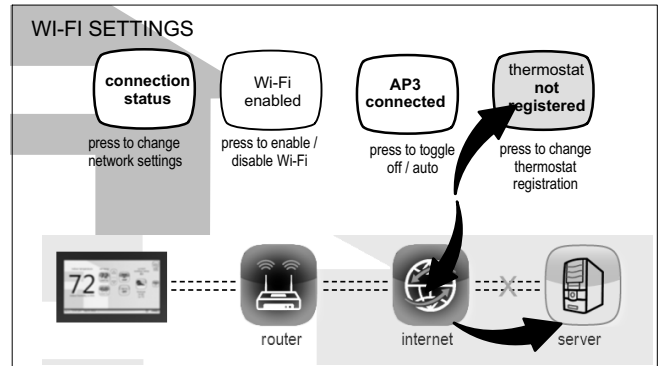 WI-FI SETTINGS
connection
status
Wi-Fi
enabled
AP3
connected
thermostat
not
registered
press to change
network settings
press to enable /
disable Wi-Fi
press to toggle
off / auto
press to change
thermostat
registration
72
router
internet
server